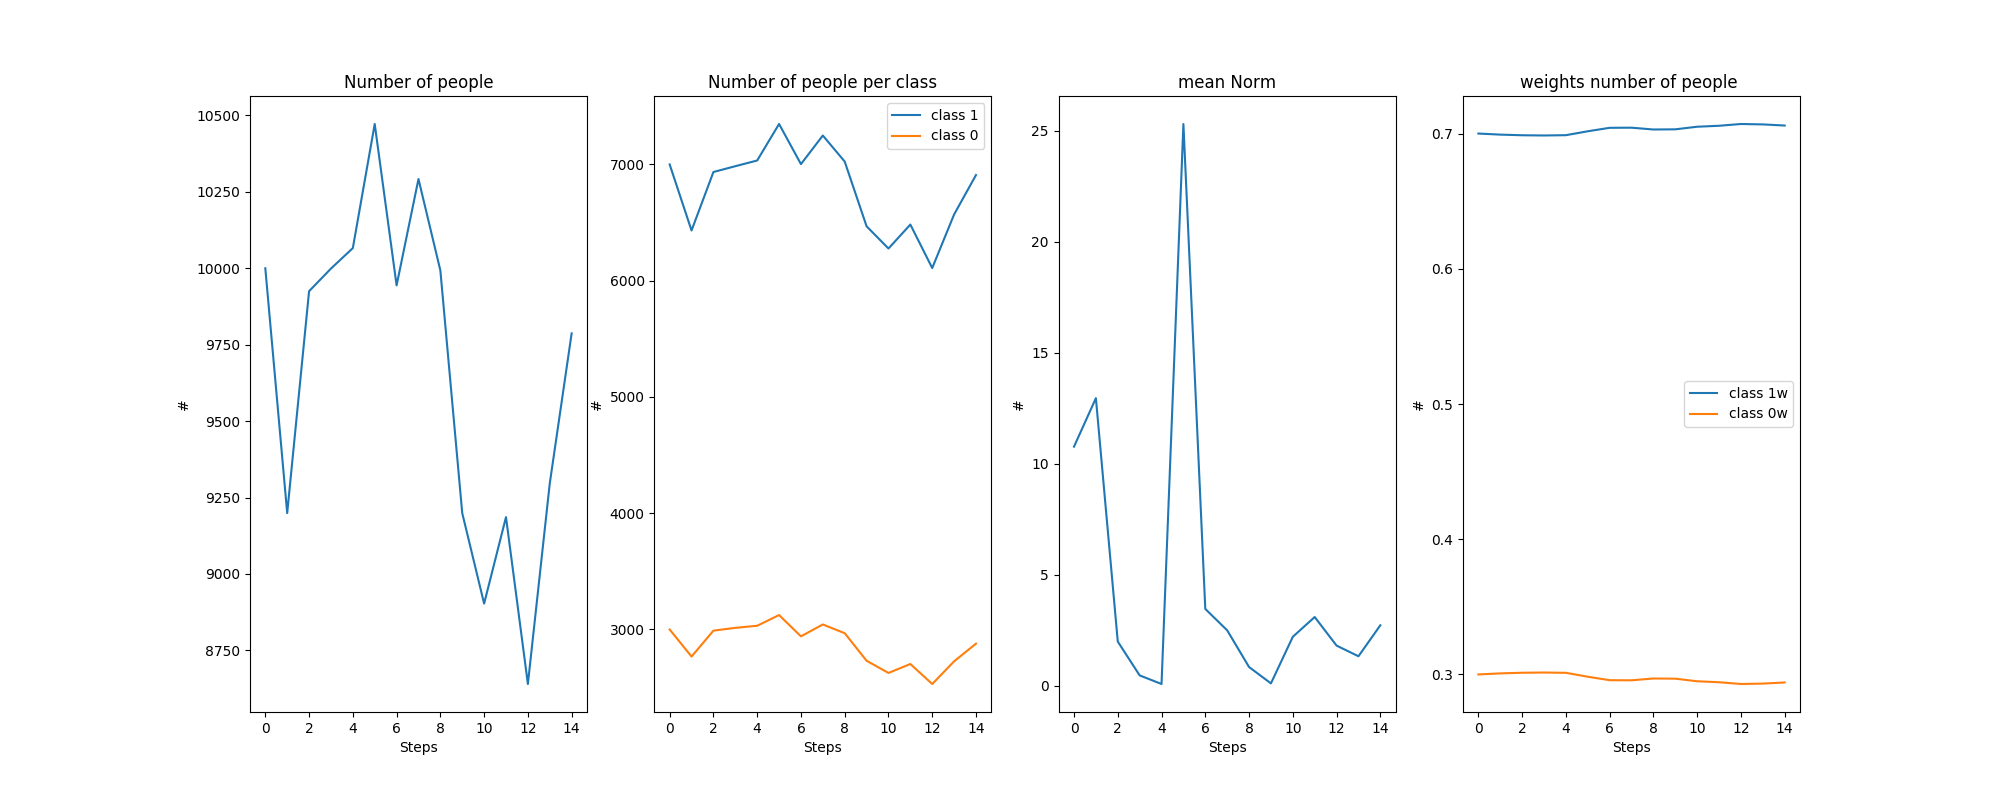 Number of people
10500
10250
10000
9750
9500
9250
9000
8750
#
0 2 4 6 8 10 12 14
Steps
Number of people per class
class 1
class 0
7000
6000
5000
4000
3000
#
0 2 4 6 8 10 12 14
Steps
mean Norm
25
20
15
10
5
0
#
0 2 4 6 8 10 12 14
Steps
weights number of people
0.7
0.6
0.5
0.4
0.3
#
class 1w
class 0w
0 2 4 6 8 10 12 14
Steps